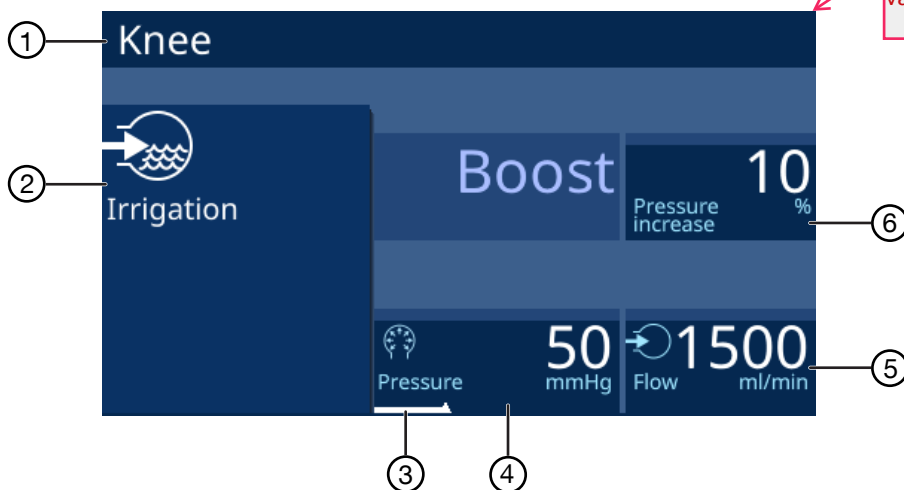 1
Knee
2
Irrigation
Boost
10
Pressure
increase
%
6
50
Pressure
mmHg
1500
Flow
ml/min
5
3
4